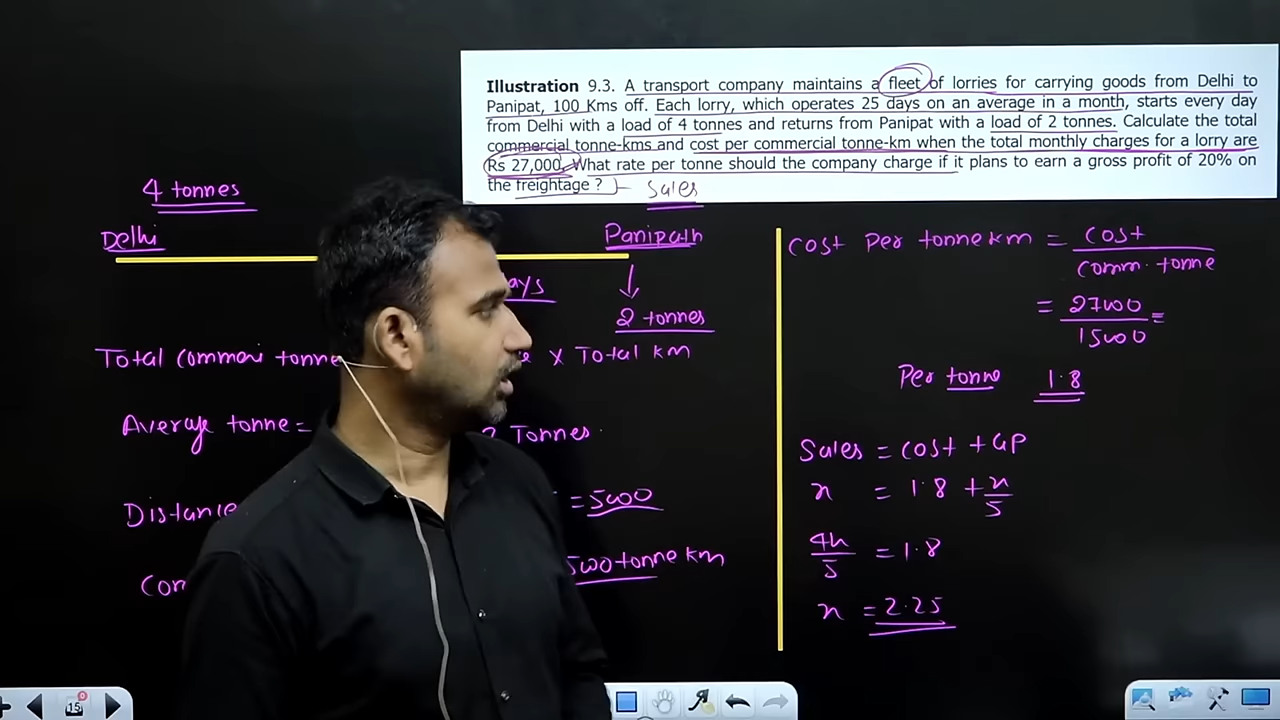 Illustration 9.3. A transport company maintains a fleet of lorries for carrying goods from Delhi to
Panipat, 100 Kms off. Each lorry, which operates 25 days on an average in a month, starts every day
from Delhi with a load of 4 tonnes and returns from Panipat with a load of 2 tonnes. Calculate the total
commercial tonne-kms and cost per commercial tonne-km when the total monthly charges for a lorry are
Rs 27,000. What rate per tonne should the company charge if it plans to earn a gross profit of 20% on
the freightage ? Sales
4 tonnes
Delhi
Panipath
ays
2 tonnes
Total × Total km
Average tonne = Tonnes
Distance = 5000
tonne km
Cost Per tonne km = Cost
Comm. tonne
= 27000
15000 =
Per tonne 1.8
Sales = Cost + GP
x = 1.8 + x
5
4x
5 = 1.8
x = 2.25
15
0